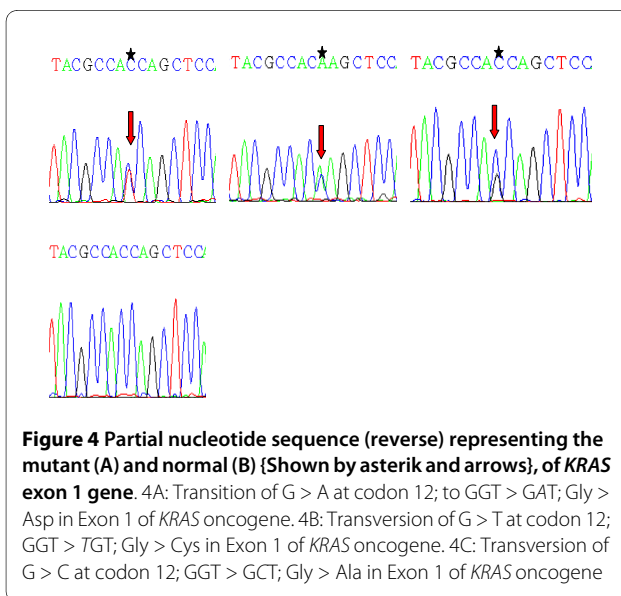 TACGCCACCAGCTCC TACGCCACAAGCTCC TACGCCACCAGCTCC
TACGCCACCAGCTCCA
Figure 4 Partial nucleotide sequence (reverse) representing the
mutant (A) and normal (B) {Shown by asterik and arrows}, of KRAS
exon 1 gene. 4A: Transition of G > A at codon 12; to GGT > GAT; Gly >
Asp in Exon 1 of KRAS oncogene. 4B: Transversion of G > T at codon 12;
GGT > TGT; Gly > Cys in Exon 1 of KRAS oncogene. 4C: Transversion of
G > C at codon 12; GGT > GCT; Gly > Ala in Exon 1 of KRAS oncogene